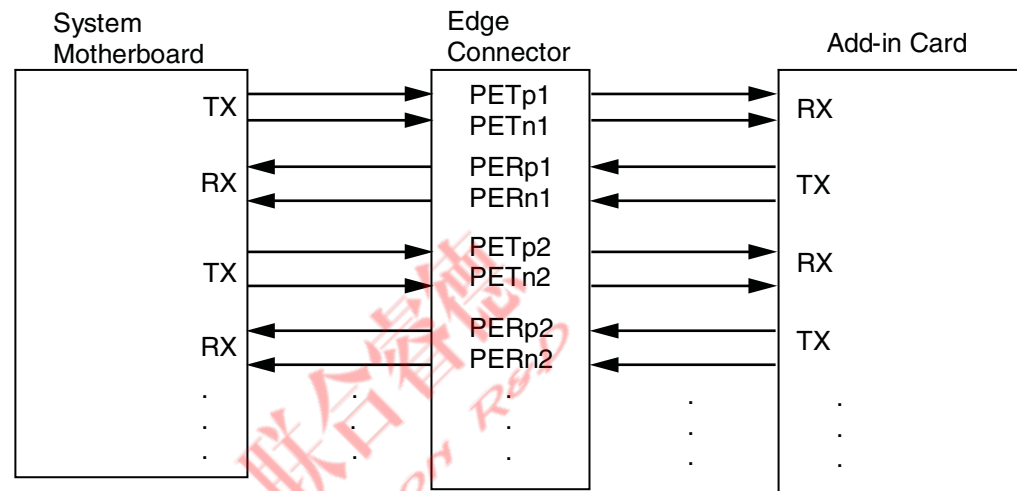 System
Motherboard
Edge
Connector
Add-in Card
TX
PETp1
PETn1
RX
RX
PERp1
PERn1
TX
TX
PETp2
PETn2
RX
RX
PERp2
PERn2
TX
联合睿德
on R&D